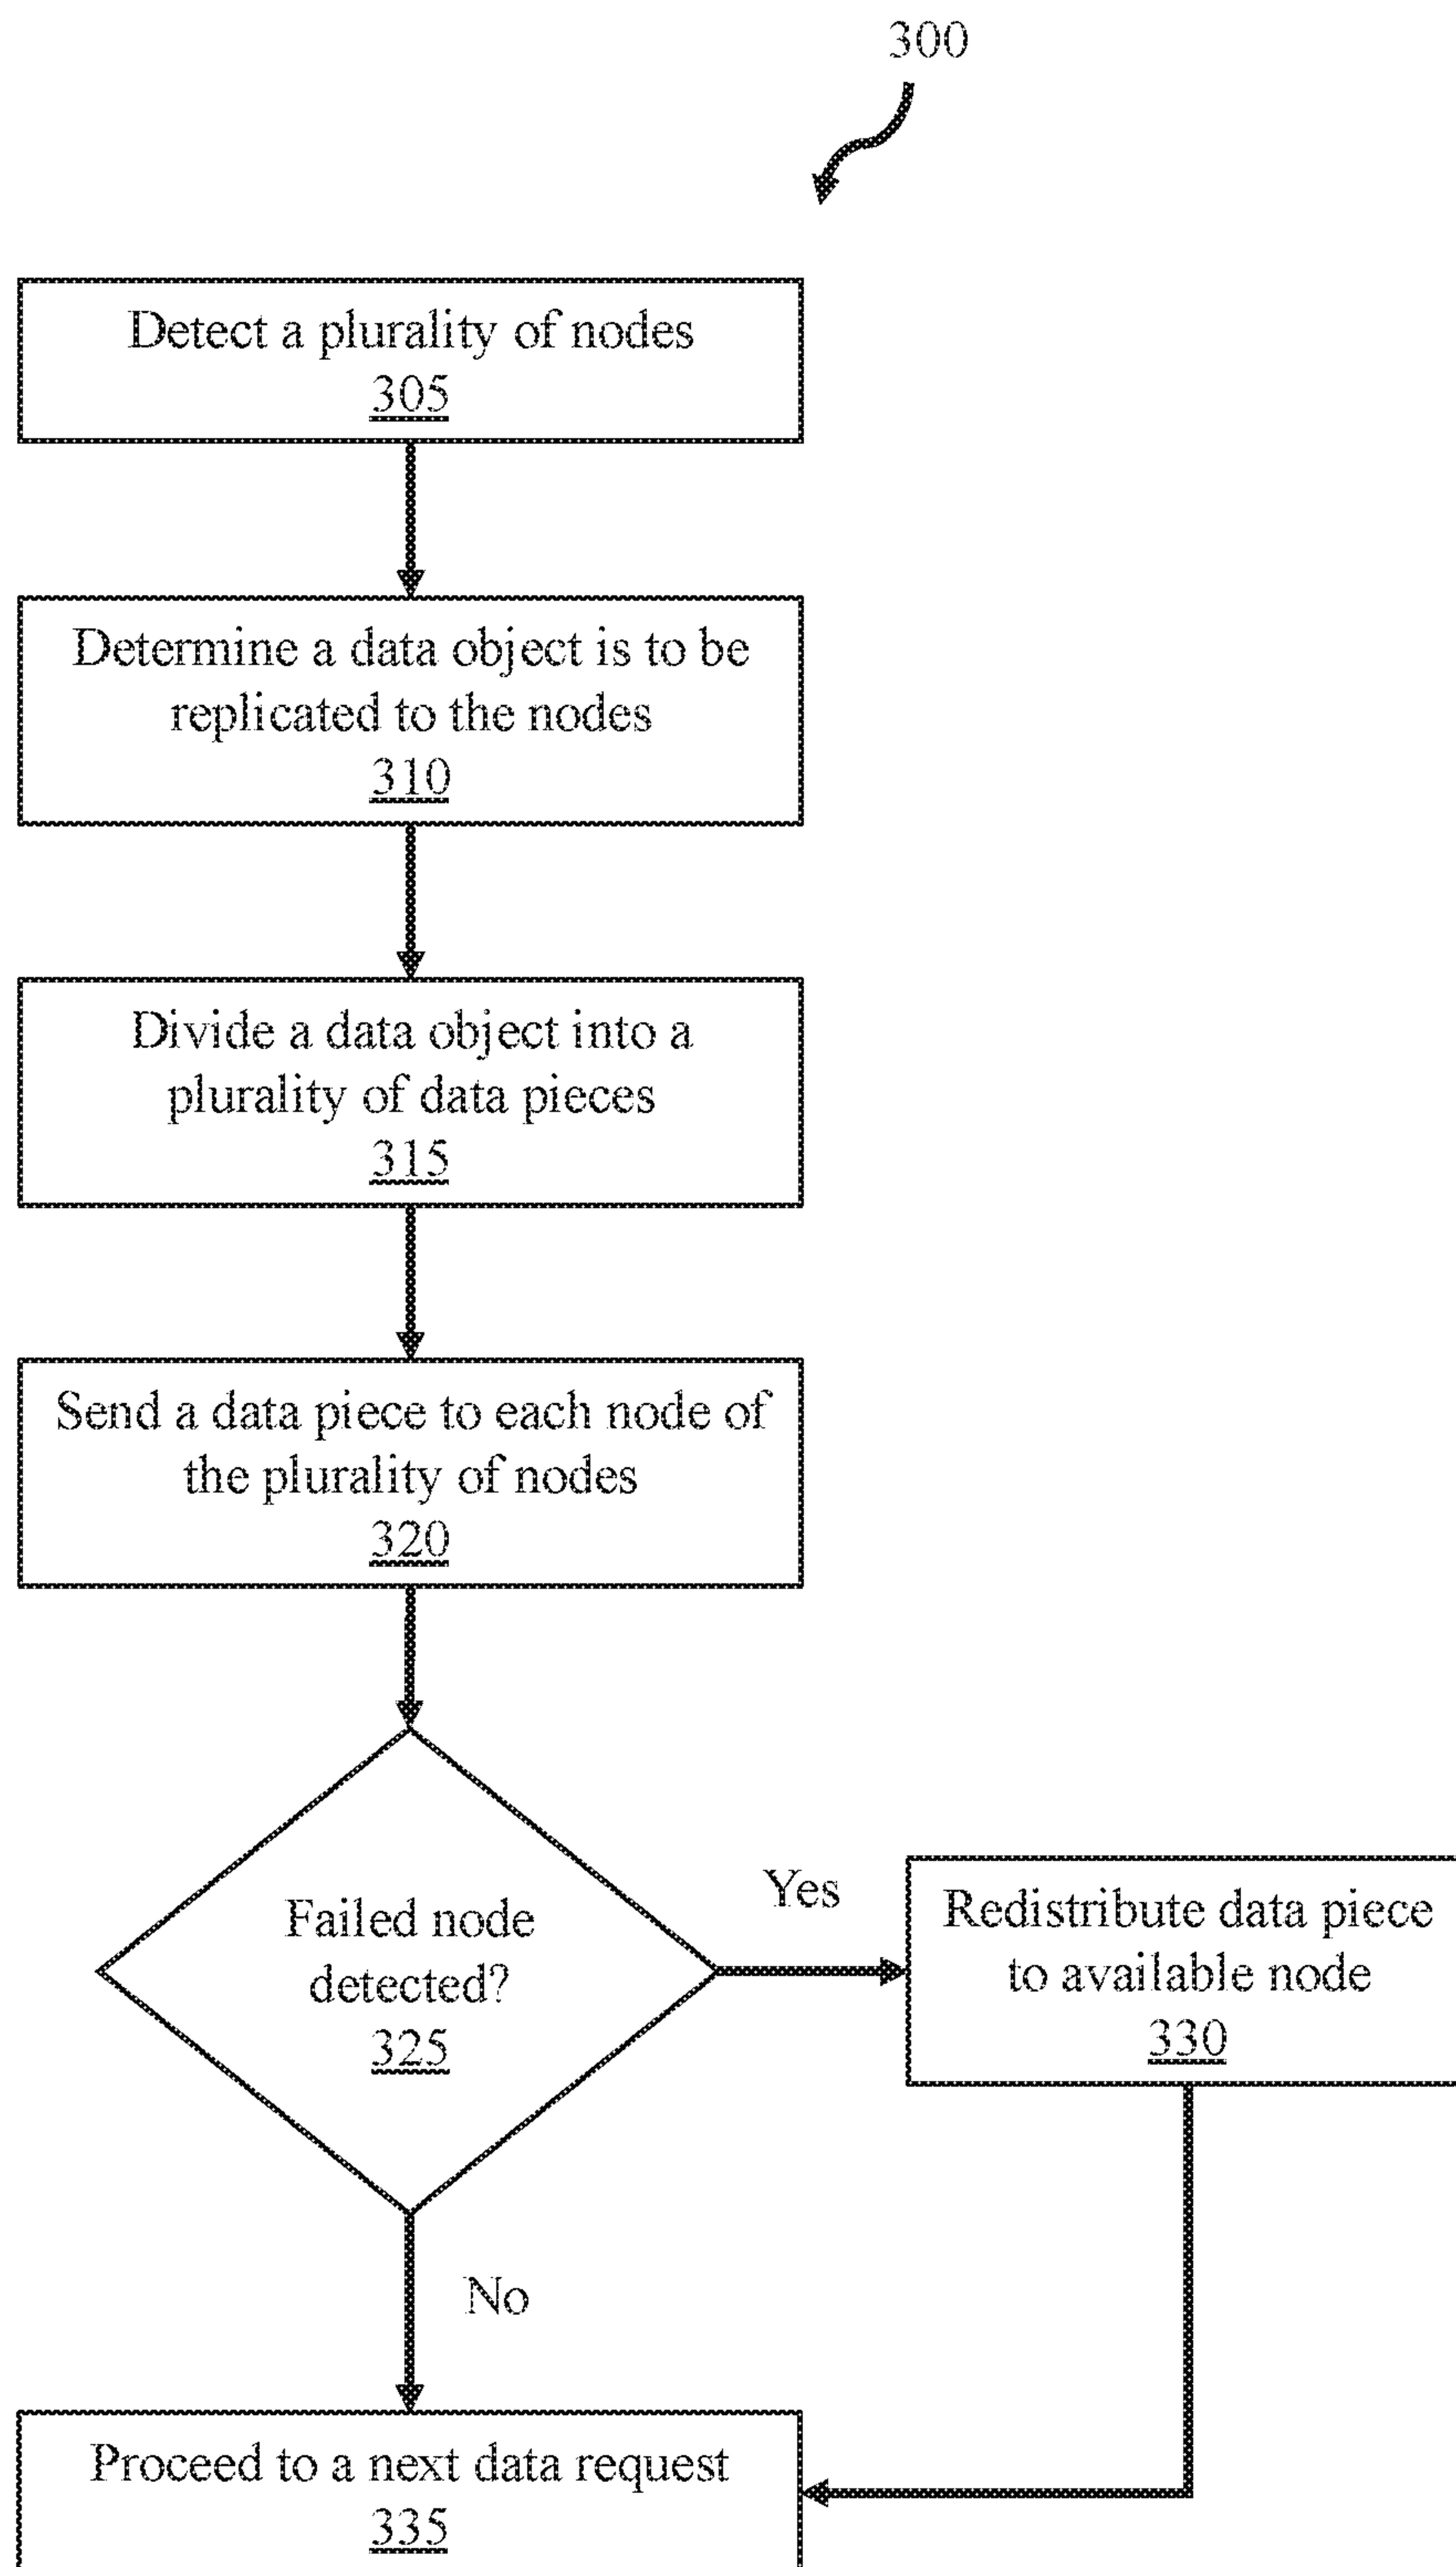 300
Detect a plurality of nodes
305
Determine a data object is to be
replicated to the nodes
310
Divide a data object into a
plurality of data pieces
315
Send a data piece to each node of
the plurality of nodes
320
Failed node
detected?
325
Yes
Redistribute data piece
to available node
330
No
Proceed to a next data request
335